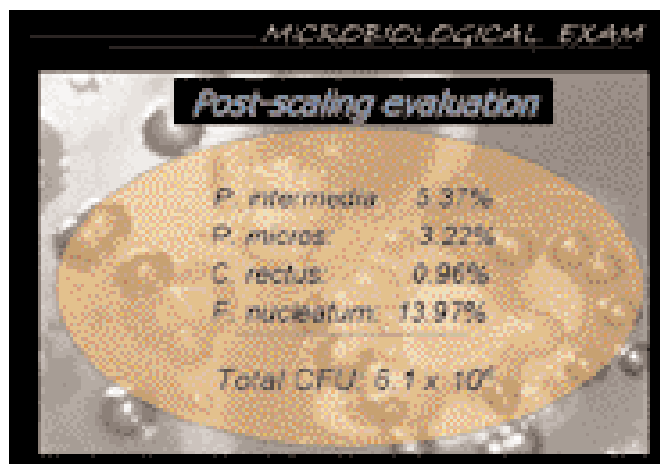 MICROBIOLOGICAL EXAM
Post-scaling evaluation
P. intermedia: 5.37%
P. micros: 3.22%
C. rectus: 0.96%
F. nucleatum: 13.97%
Total CFU: x 10